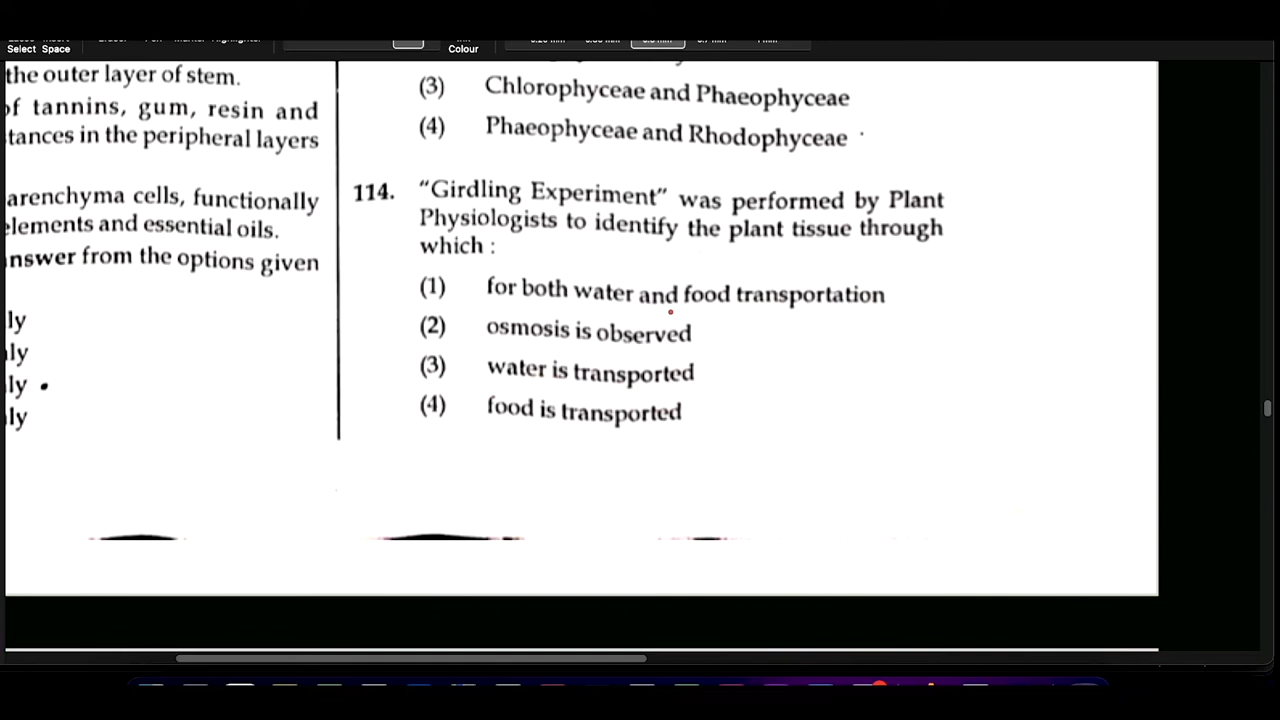 Select Space
Colour
the outer layer of stem.
of tannins, gum, resin and
tances in the peripheral layers
arenchyma cells, functionally
elements and essential oils.
nswer from the options given
ly
ly
ly
ly
(3) Chlorophyceae and Phaeophyceae
(4) Phaeophyceae and Rhodophyceae
114. "Girdling Experiment" was performed by Plant
Physiologists to identify the plant tissue through
which :
(1) for both water and food transportation
(2) osmosis is observed
(3) water is transported
(4) food is transported